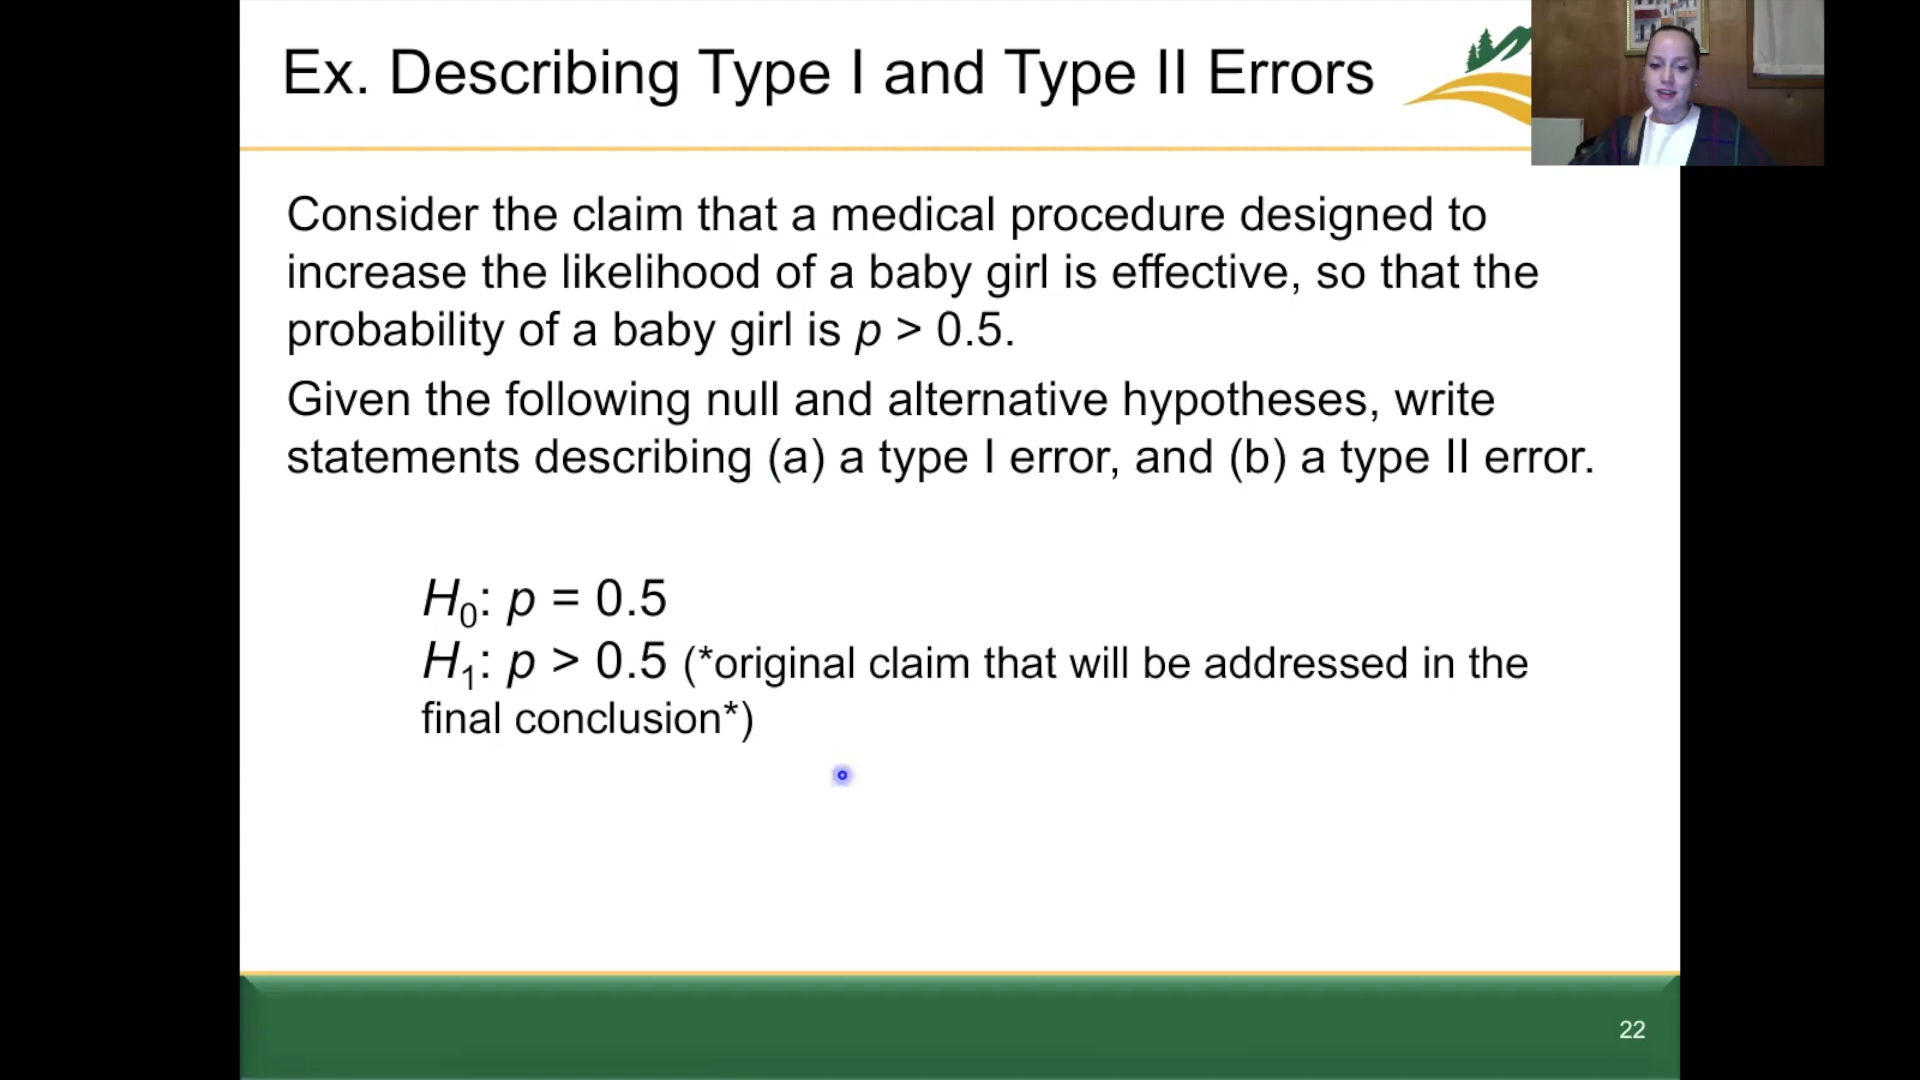 Ex. Describing Type I and Type II Errors
Consider the claim that a medical procedure designed to
increase the likelihood of a baby girl is effective, so that the
probability of a baby girl is p > 0.5.
Given the following null and alternative hypotheses, write
statements describing (a) a type I error, and (b) a type II error.
H₀: p = 0.5
H₁: p > 0.5 (*original claim that will be addressed in the
final conclusion*)
22